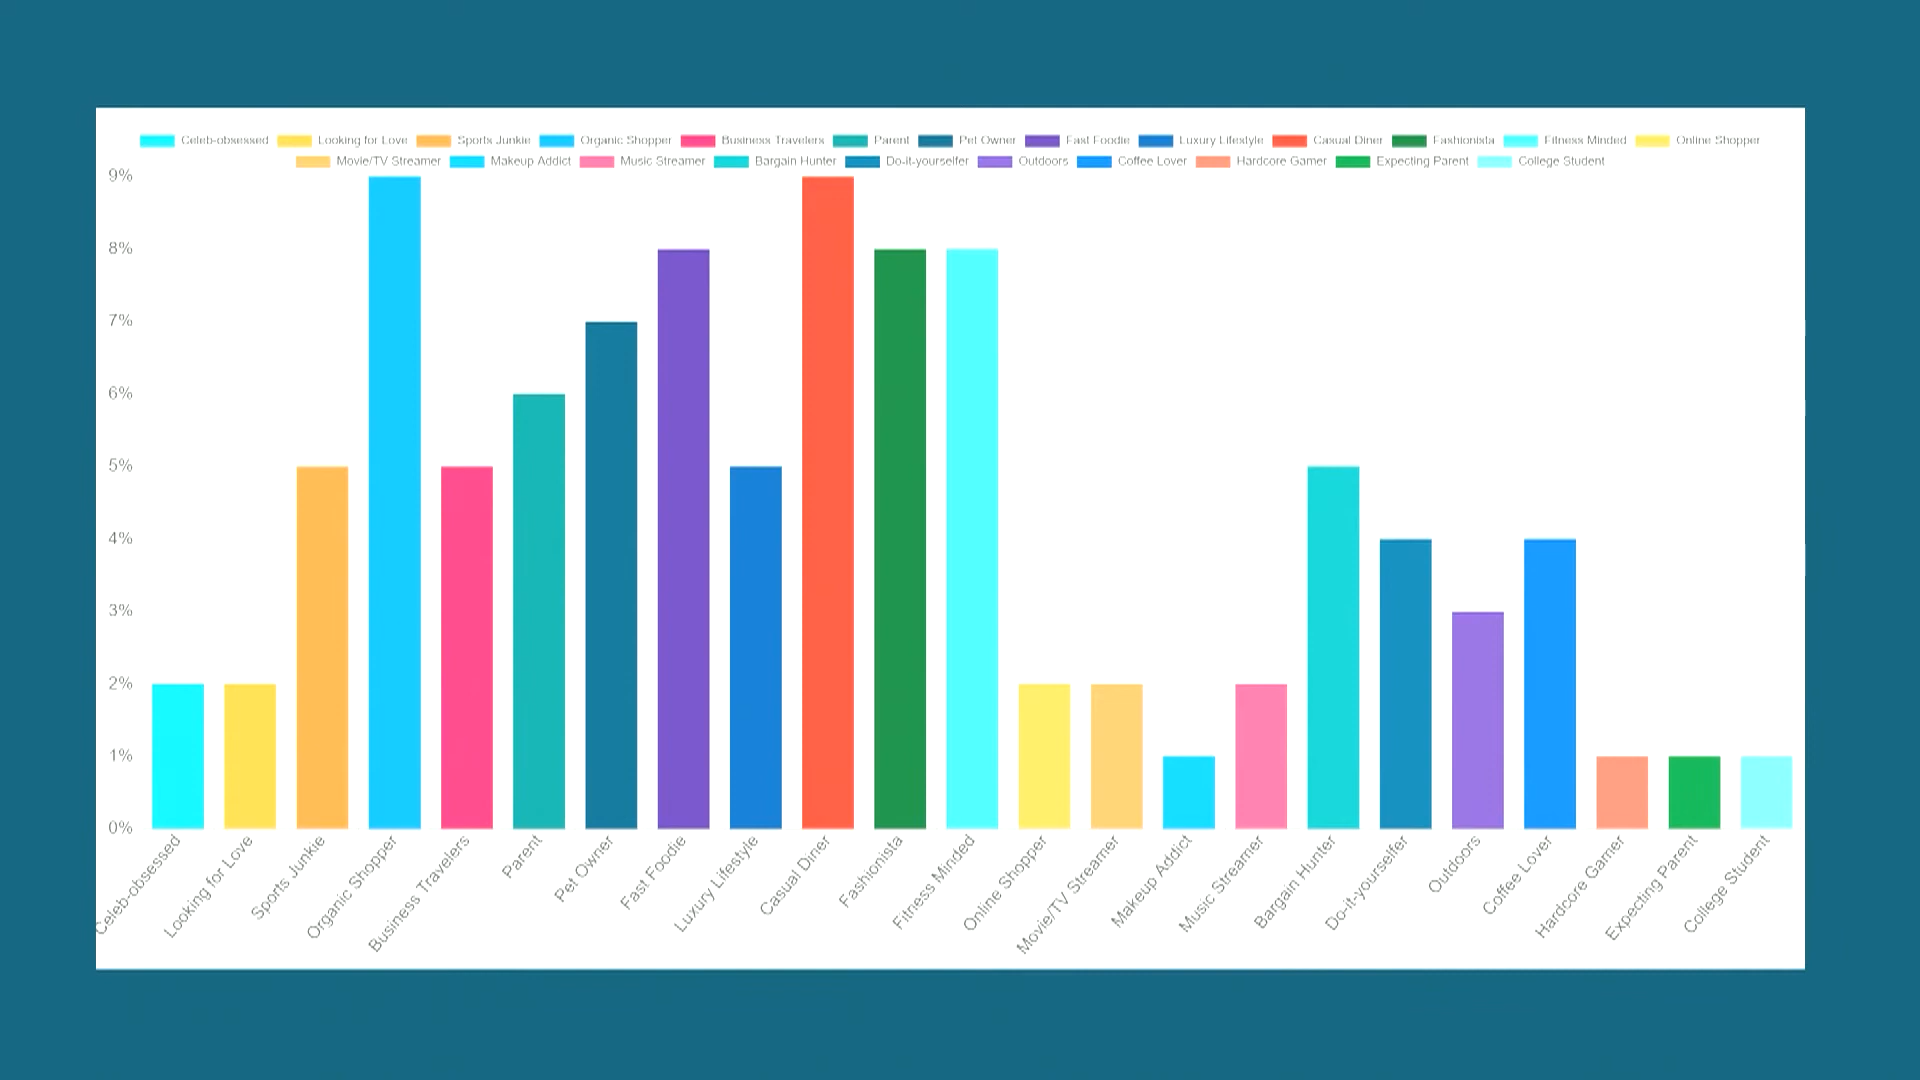 Celeb-obsessed Looking for Love Sports Junkie Organic Shopper Business Travelers Parent Pet Owner Fast Foodie Luxury Lifestyle Casual Diner Fashionista Fitness Minded Online Shopper
Movie/TV Streamer Makeup Addict Music Streamer Bargain Hunter Do-it-yourselfer Outdoors Coffee Lover Hardcore Gamer Expecting Parent College Student
9%
8%
7%
6%
5%
4%
3%
2%
1%
0%
Celeb-obsessed
Looking for Love
Sports Junkie
Organic Shopper
Business Travelers
Parent
Pet Owner
Fast Foodie
Luxury Lifestyle
Casual Diner
Fashionista
Fitness Minded
Online Shopper
Movie/TV Streamer
Makeup Addict
Music Streamer
Bargain Hunter
Do-it-yourselfer
Outdoors
Coffee Lover
Hardcore Gamer
Expecting Parent
College Student